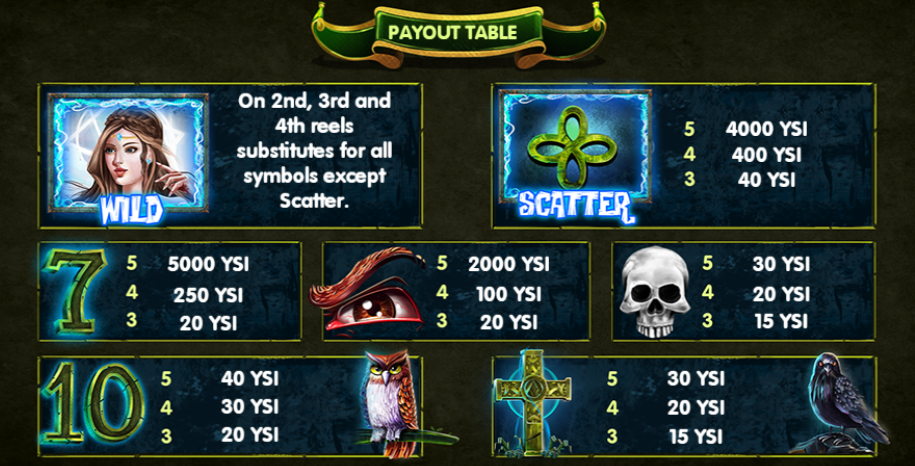 PAYOUT TABLE
On 2nd, 3rd and
4th reels
substitutes for all
symbols except
Scatter.
WILD
5 4000 YSI
4 400 YSI
3 40 YSI
SCATTER
7
5 5000 YSI
4 250 YSI
3 20 YSI
5 2000 YSI
4 100 YSI
3 20 YSI
5 30 YSI
4 20 YSI
3 15 YSI
10
5 40 YSI
4 30 YSI
3 20 YSI
5 30 YSI
4 20 YSI
3 15 YSI